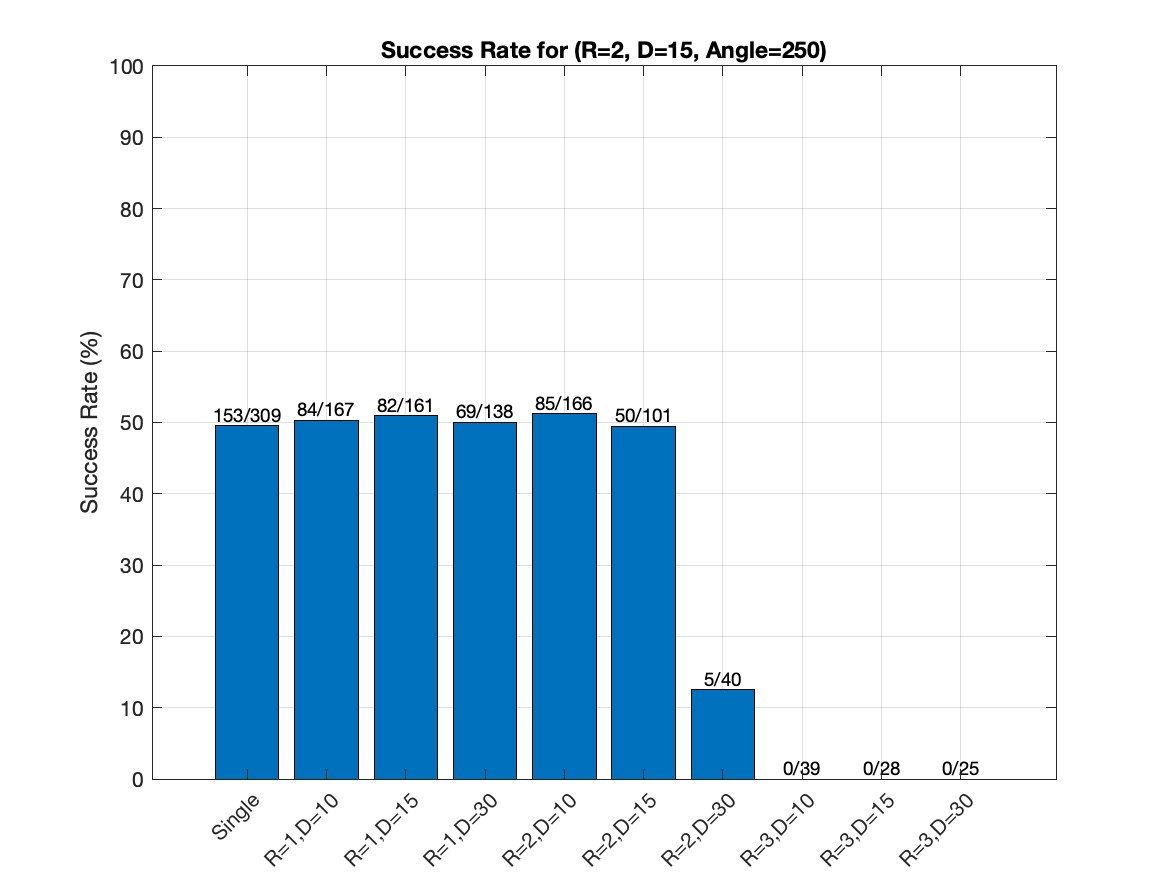 Success Rate for (R=2, D=15, Angle=250)
100
90
80
70
60
50
40
30
20
10
0
Success Rate (%)
153/309
84/167
82/161
69/138
85/166
50/101
5/40
0/39
0/28
0/25
Single
R=1,D=10
R=1,D=15
R=1,D=30
R=2,D=10
R=2,D=15
R=2,D=30
R=3,D=10
R=3,D=15
R=3,D=30